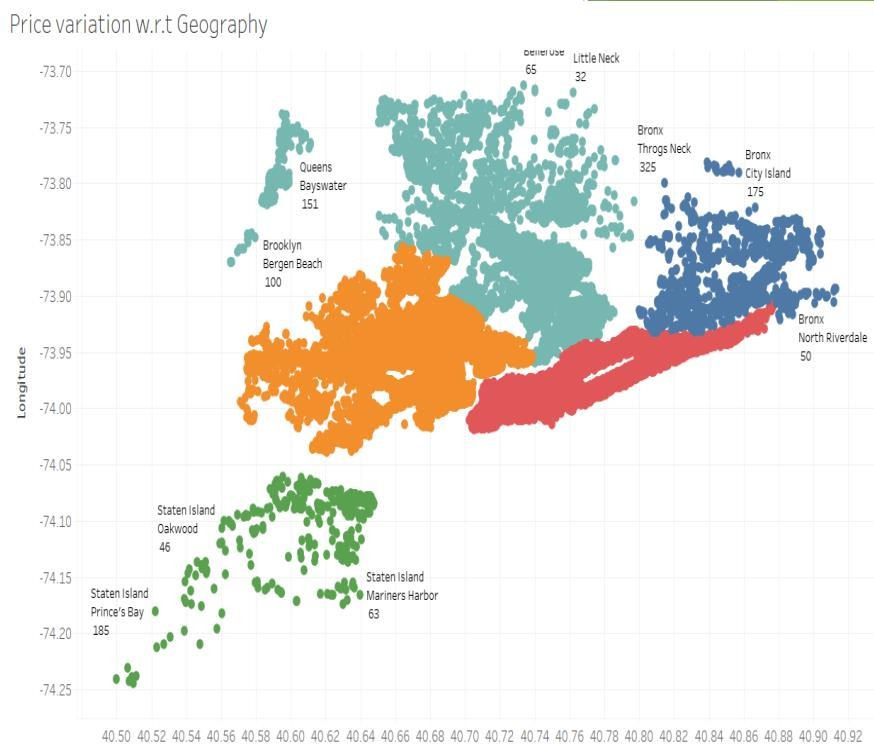 Price variation w.r.t Geography
Bellerose
65
Little Neck
32
-73.70
-73.75
-73.80
-73.85
-73.90
-73.95
-74.00
-74.05
-74.10
-74.15
-74.20
-74.25
Longitude
Bronx
Throgs Neck
325
Bronx
City Island
175
Queens
Bayswater
151
Brooklyn
Bergen Beach
100
Bronx
North Riverdale
50
Staten Island
Oakwood
46
Staten Island
Mariners Harbor
63
Staten Island
Prince's Bay
185
40.50 40.52 40.54 40.56 40.58 40.60 40.62 40.64 40.66 40.68 40.70 40.72 40.74 40.76 40.78 40.80 40.82 40.84 40.86 40.88 40.90 40.92